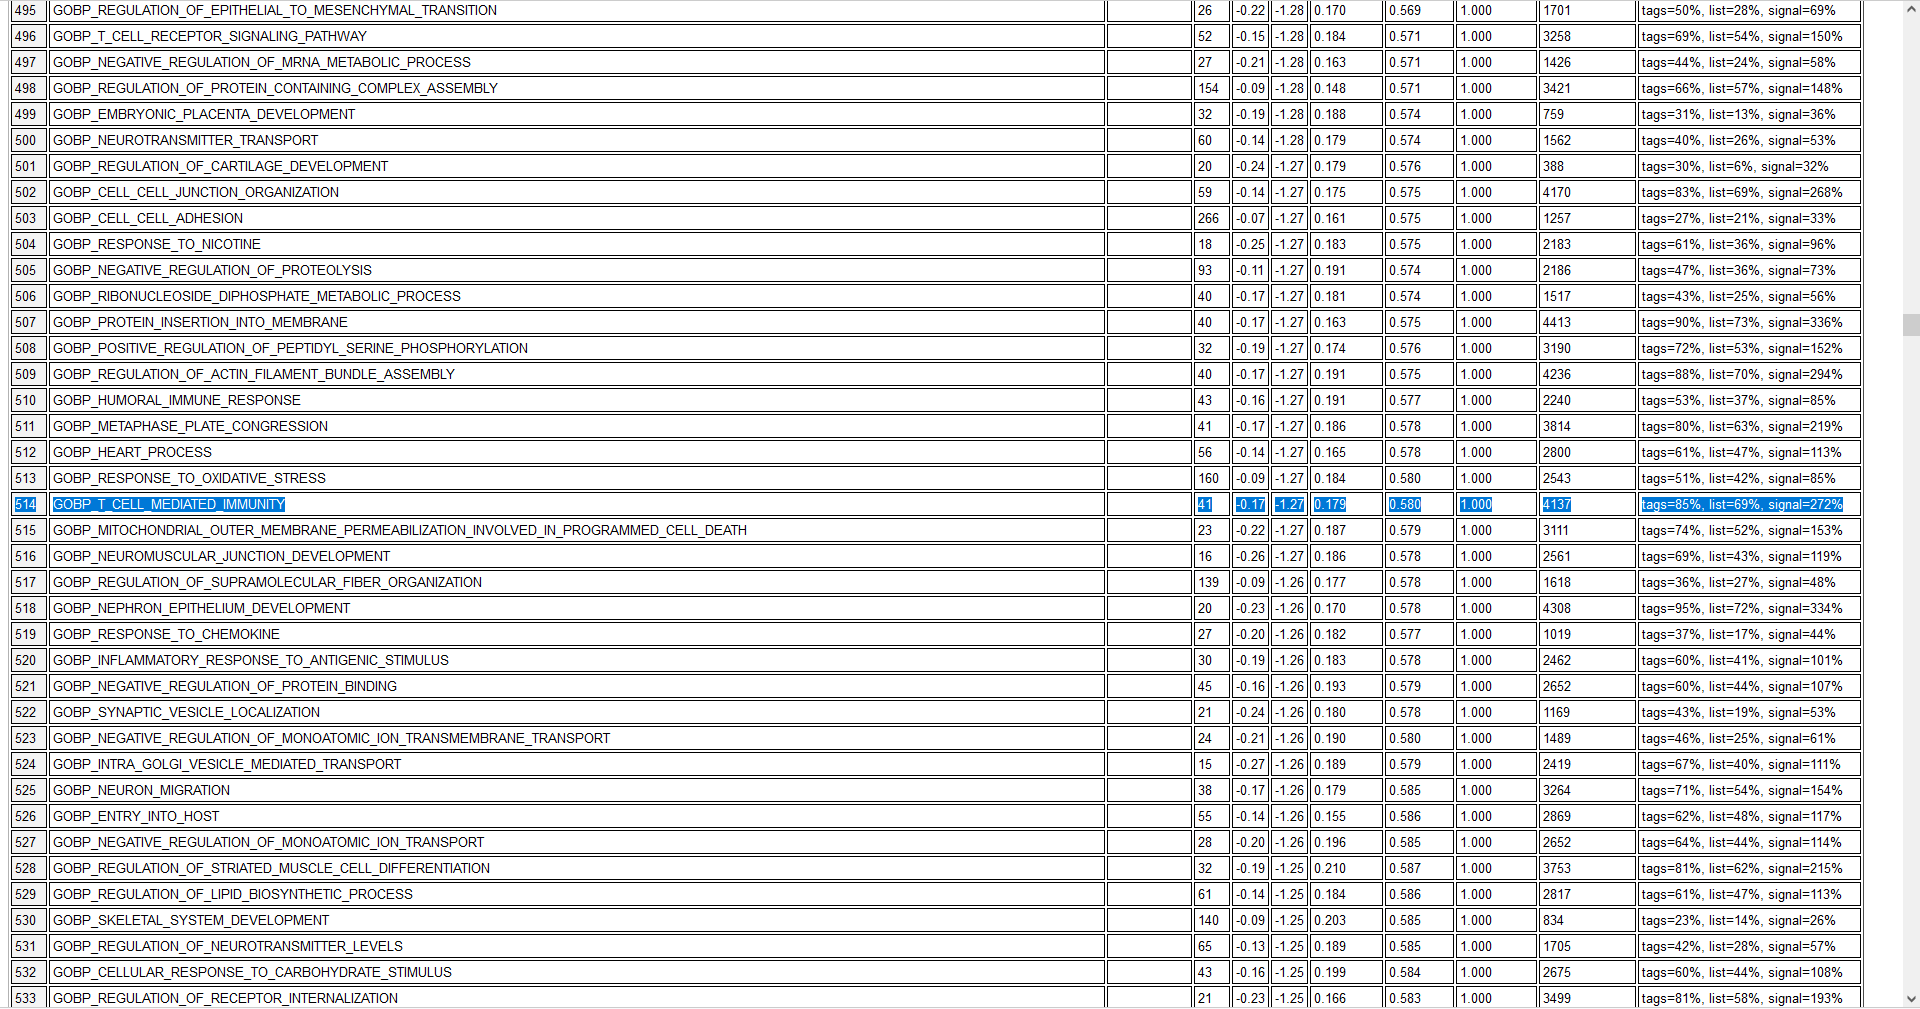 495 GOBP_REGULATION_OF_EPITHELIAL_TO_MESENCHYMAL_TRANSITION 26 -0.22 -1.28 0.170 0.569 1.000 1701 tags=50%, list=28%, signal=69%
496 GOBP_T_CELL_RECEPTOR_SIGNALING_PATHWAY 52 -0.15 -1.28 0.184 0.571 1.000 3258 tags=69%, list=54%, signal=150%
497 GOBP_NEGATIVE_REGULATION_OF_MRNA_METABOLIC_PROCESS 27 -0.21 -1.28 0.163 0.571 1.000 1426 tags=44%, list=24%, signal=58%
498 GOBP_REGULATION_OF_PROTEIN_CONTAINING_COMPLEX_ASSEMBLY 154 -0.09 -1.28 0.148 0.571 1.000 3421 tags=66%, list=57%, signal=148%
499 GOBP_EMBRYONIC_PLACENTA_DEVELOPMENT 32 -0.19 -1.28 0.188 0.574 1.000 759 tags=31%, list=13%, signal=36%
500 GOBP_NEUROTRANSMITTER_TRANSPORT 60 -0.14 -1.28 0.179 0.574 1.000 1562 tags=40%, list=26%, signal=53%
501 GOBP_REGULATION_OF_CARTILAGE_DEVELOPMENT 20 -0.24 -1.27 0.179 0.576 1.000 388 tags=30%, list=6%, signal=32%
502 GOBP_CELL_CELL_JUNCTION_ORGANIZATION 59 -0.14 -1.27 0.175 0.575 1.000 4170 tags=83%, list=69%, signal=268%
503 GOBP_CELL_CELL_ADHESION 266 -0.07 -1.27 0.161 0.575 1.000 1257 tags=27%, list=21%, signal=33%
504 GOBP_RESPONSE_TO_NICOTINE 18 -0.25 -1.27 0.183 0.575 1.000 2183 tags=61%, list=36%, signal=96%
505 GOBP_NEGATIVE_REGULATION_OF_PROTEOLYSIS 93 -0.11 -1.27 0.191 0.574 1.000 2186 tags=47%, list=36%, signal=73%
506 GOBP_RIBONUCLEOSIDE_DIPHOSPHATE_METABOLIC_PROCESS 40 -0.17 -1.27 0.181 0.574 1.000 1517 tags=43%, list=25%, signal=56%
507 GOBP_PROTEIN_INSERTION_INTO_MEMBRANE 40 -0.17 -1.27 0.163 0.575 1.000 4413 tags=90%, list=73%, signal=336%
508 GOBP_POSITIVE_REGULATION_OF_PEPTIDYL_SERINE_PHOSPHORYLATION 32 -0.19 -1.27 0.174 0.576 1.000 3190 tags=72%, list=53%, signal=152%
509 GOBP_REGULATION_OF_ACTIN_FILAMENT_BUNDLE_ASSEMBLY 40 -0.17 -1.27 0.191 0.575 1.000 4236 tags=88%, list=70%, signal=294%
510 GOBP_HUMORAL_IMMUNE_RESPONSE 43 -0.16 -1.27 0.191 0.577 1.000 2240 tags=53%, list=37%, signal=85%
511 GOBP_METAPHASE_PLATE_CONGRESSION 41 -0.17 -1.27 0.186 0.578 1.000 3814 tags=80%, list=63%, signal=219%
512 GOBP_HEART_PROCESS 56 -0.14 -1.27 0.165 0.578 1.000 2800 tags=61%, list=47%, signal=113%
513 GOBP_RESPONSE_TO_OXIDATIVE_STRESS 160 -0.09 -1.27 0.184 0.580 1.000 2543 tags=51%, list=42%, signal=85%
514 GOBP_T_CELL_MEDIATED_IMMUNITY 41 -0.17 -1.27 0.179 0.580 1.000 4137 tags=85%, list=69%, signal=272%
515 GOBP_MITOCHONDRIAL_OUTER_MEMBRANE_PERMEABILIZATION_INVOLVED_IN_PROGRAMMED_CELL_DEATH 23 -0.22 -1.27 0.187 0.579 1.000 3111 tags=74%, list=52%, signal=153%
516 GOBP_NEUROMUSCULAR_JUNCTION_DEVELOPMENT 16 -0.26 -1.27 0.186 0.578 1.000 2561 tags=69%, list=43%, signal=119%
517 GOBP_REGULATION_OF_SUPRAMOLECULAR_FIBER_ORGANIZATION 139 -0.09 -1.26 0.177 0.578 1.000 1618 tags=36%, list=27%, signal=48%
518 GOBP_NEPHRON_EPITHELIUM_DEVELOPMENT 20 -0.23 -1.26 0.170 0.578 1.000 4308 tags=95%, list=72%, signal=334%
519 GOBP_RESPONSE_TO_CHEMOKINE 27 -0.20 -1.26 0.182 0.577 1.000 1019 tags=37%, list=17%, signal=44%
520 GOBP_INFLAMMATORY_RESPONSE_TO_ANTIGENIC_STIMULUS 30 -0.19 -1.26 0.183 0.578 1.000 2462 tags=60%, list=41%, signal=101%
521 GOBP_NEGATIVE_REGULATION_OF_PROTEIN_BINDING 45 -0.16 -1.26 0.193 0.579 1.000 2652 tags=60%, list=44%, signal=107%
522 GOBP_SYNAPTIC_VESICLE_LOCALIZATION 21 -0.24 -1.26 0.180 0.578 1.000 1169 tags=43%, list=19%, signal=53%
523 GOBP_NEGATIVE_REGULATION_OF_MONOATOMIC_ION_TRANSMEMBRANE_TRANSPORT 24 -0.21 -1.26 0.190 0.580 1.000 1489 tags=46%, list=25%, signal=61%
524 GOBP_INTRA_GOLGI_VESICLE_MEDIATED_TRANSPORT 15 -0.27 -1.26 0.189 0.579 1.000 2419 tags=67%, list=40%, signal=111%
525 GOBP_NEURON_MIGRATION 38 -0.17 -1.26 0.179 0.585 1.000 3264 tags=71%, list=54%, signal=154%
526 GOBP_ENTRY_INTO_HOST 55 -0.14 -1.26 0.155 0.586 1.000 2869 tags=62%, list=48%, signal=117%
527 GOBP_NEGATIVE_REGULATION_OF_MONOATOMIC_ION_TRANSPORT 28 -0.20 -1.26 0.196 0.585 1.000 2652 tags=64%, list=44%, signal=114%
528 GOBP_REGULATION_OF_STRIATED_MUSCLE_CELL_DIFFERENTIATION 32 -0.19 -1.25 0.210 0.587 1.000 3753 tags=81%, list=62%, signal=215%
529 GOBP_REGULATION_OF_LIPID_BIOSYNTHETIC_PROCESS 61 -0.14 -1.25 0.184 0.586 1.000 2817 tags=61%, list=47%, signal=113%
530 GOBP_SKELETAL_SYSTEM_DEVELOPMENT 140 -0.09 -1.25 0.203 0.585 1.000 834 tags=23%, list=14%, signal=26%
531 GOBP_REGULATION_OF_NEUROTRANSMITTER_LEVELS 65 -0.13 -1.25 0.189 0.585 1.000 1705 tags=42%, list=28%, signal=57%
532 GOBP_CELLULAR_RESPONSE_TO_CARBOHYDRATE_STIMULUS 43 -0.16 -1.25 0.199 0.584 1.000 2675 tags=60%, list=44%, signal=108%
533 GOBP_REGULATION_OF_RECEPTOR_INTERNALIZATION 21 -0.23 -1.25 0.166 0.583 1.000 3499 tags=81%, list=58%, signal=193%